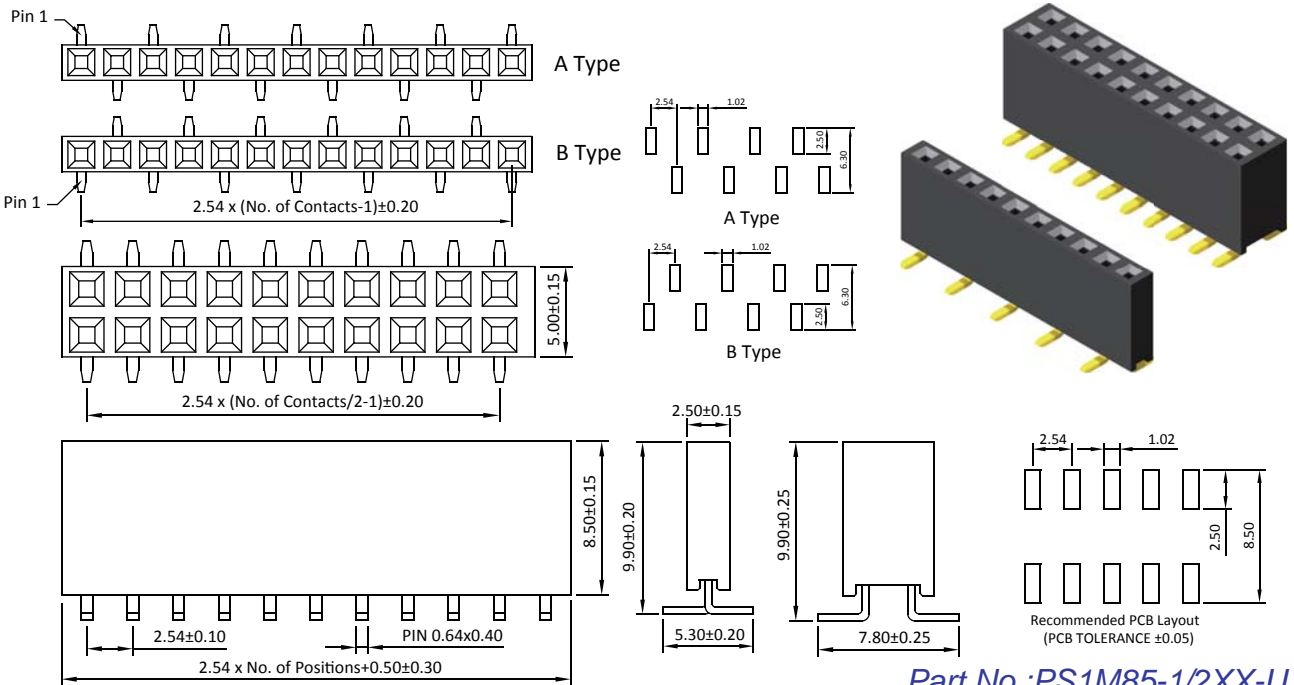 Pin 1
A Type
B Type
Pin 1
2.54 x (No. of Contacts-1)±0.20
2.54
1.02
2.50
6.30
A Type
2.54
1.02
2.50
6.30
B Type
5.00±0.15
2.54 x (No. of Contacts/2-1)±0.20
8.50±0.15
2.54±0.10
PIN 0.64x0.40
2.54 x No. of Positions+0.50±0.30
2.50±0.15
9.90±0.20
5.30±0.20
9.90±0.25
7.80±0.25
2.54
1.02
2.50
8.50
Recommended PCB Layout
(PCB TOLERANCE ±0.05)
Part No.:PS1M85-1/2XX-U